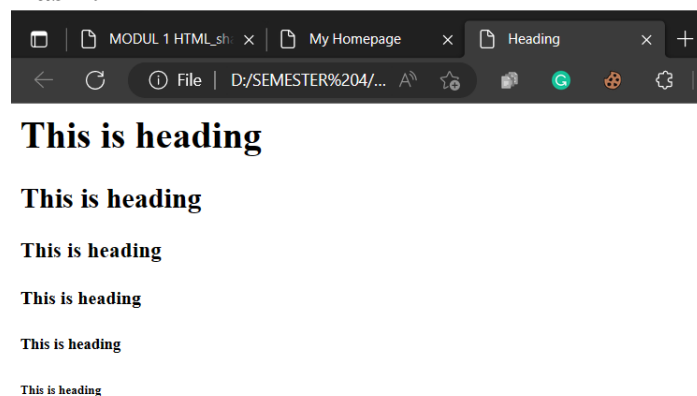 MODUL 1 HTML_sh
My Homepage
Heading
File | D:/SEMESTER%204/...
This is heading
This is heading
This is heading
This is heading
This is heading
This is heading